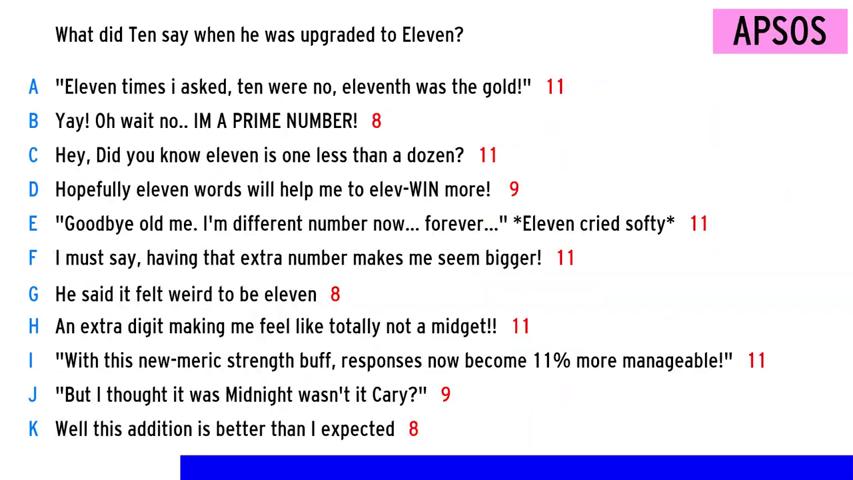 What did Ten say when he was upgraded to Eleven?
APSOS
A "Eleven times i asked, ten were no, eleventh was the gold!" 11
B Yay! Oh wait no.. IM A PRIME NUMBER! 8
C Hey, Did you know eleven is one less than a dozen? 11
D Hopefully eleven words will help me to elev-WIN more! 9
E "Goodbye old me. I'm different number now... forever..." *Eleven cried softy* 11
F I must say, having that extra number makes me seem bigger! 11
G He said it felt weird to be eleven 8
H An extra digit making me feel like totally not a midget!! 11
I "With this new-meric strength buff, responses now become 11% more manageable!" 11
J "But I thought it was Midnight wasn't it Cary?" 9
K Well this addition is better than I expected 8